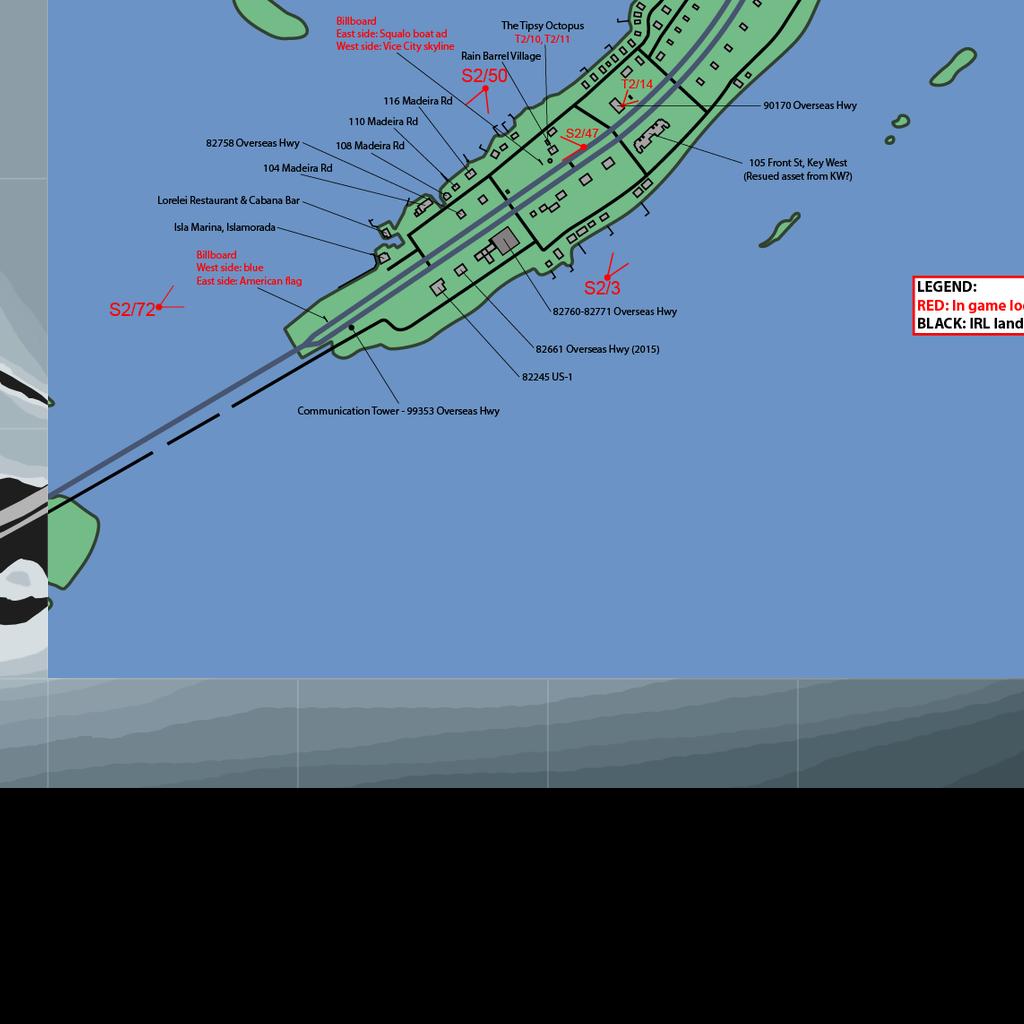 Billboard
East side: Squalo boat ad
West side: Vice City skyline
The Tipsy Octopus
T2/10, T2/11
Rain Barrel Village
S2/50
T2/14
116 Madeira Rd
90170 Overseas Hwy
110 Madeira Rd
S2/47
82758 Overseas Hwy
108 Madeira Rd
104 Madeira Rd
105 Front St, Key West
(Resued asset from KW?)
Lorelei Restaurant & Cabana Bar
Isla Marina, Islamorada
Billboard
West side: blue
East side: American flag
S2/72
S2/3
LEGEND:
RED: In game lo
BLACK: IRL land
82760-82771 Overseas Hwy
82661 Overseas Hwy (2015)
82245 US-1
Communication Tower - 99353 Overseas Hwy